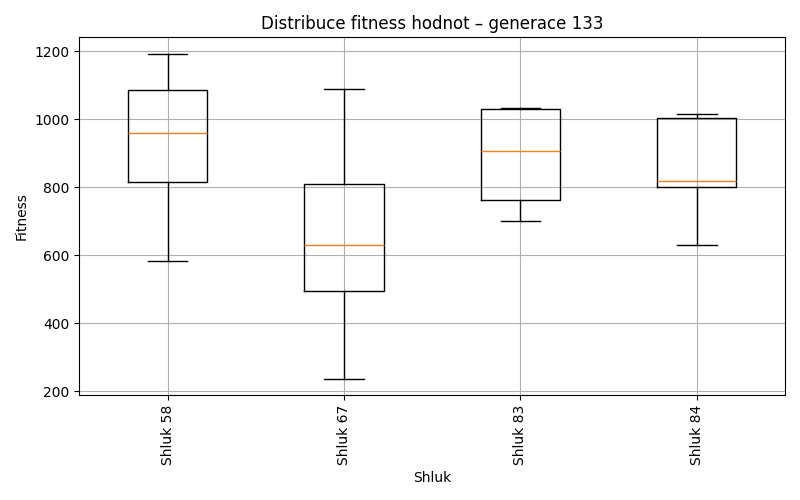 Distribuce fitness hodnot – generace 133
1200
1000
800
600
400
200
Fitness
Shluk 58
Shluk 67
Shluk 83
Shluk 84
Shluk